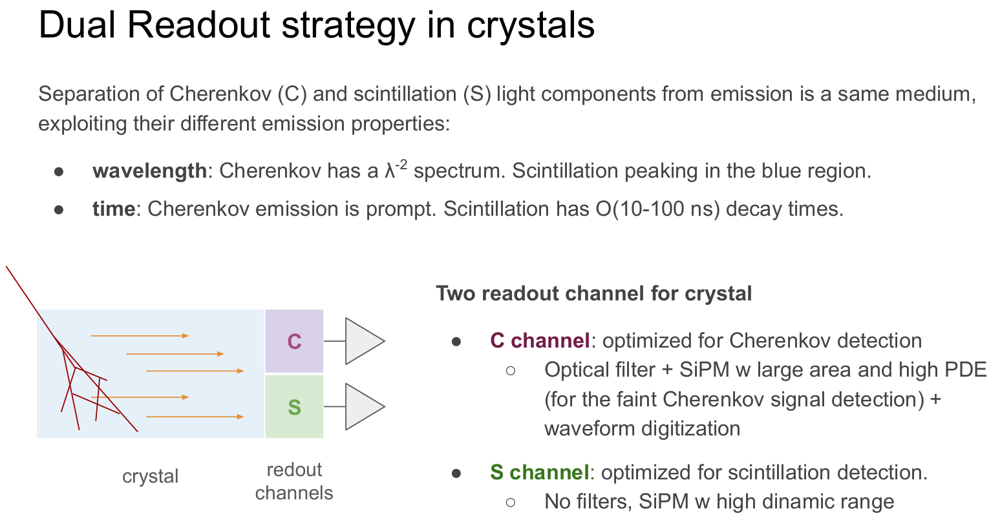 Dual Readout strategy in crystals
Separation of Cherenkov (C) and scintillation (S) light components from emission is a same medium,
exploiting their different emission properties:
● wavelength: Cherenkov has a λ⁻² spectrum. Scintillation peaking in the blue region.
● time: Cherenkov emission is prompt. Scintillation has O(10-100 ns) decay times.
C
S
crystal
redout
channels
Two readout channel for crystal
● C channel: optimized for Cherenkov detection
○ Optical filter + SiPM w large area and high PDE
(for the faint Cherenkov signal detection) +
waveform digitization
● S channel: optimized for scintillation detection.
○ No filters, SiPM w high dinamic range